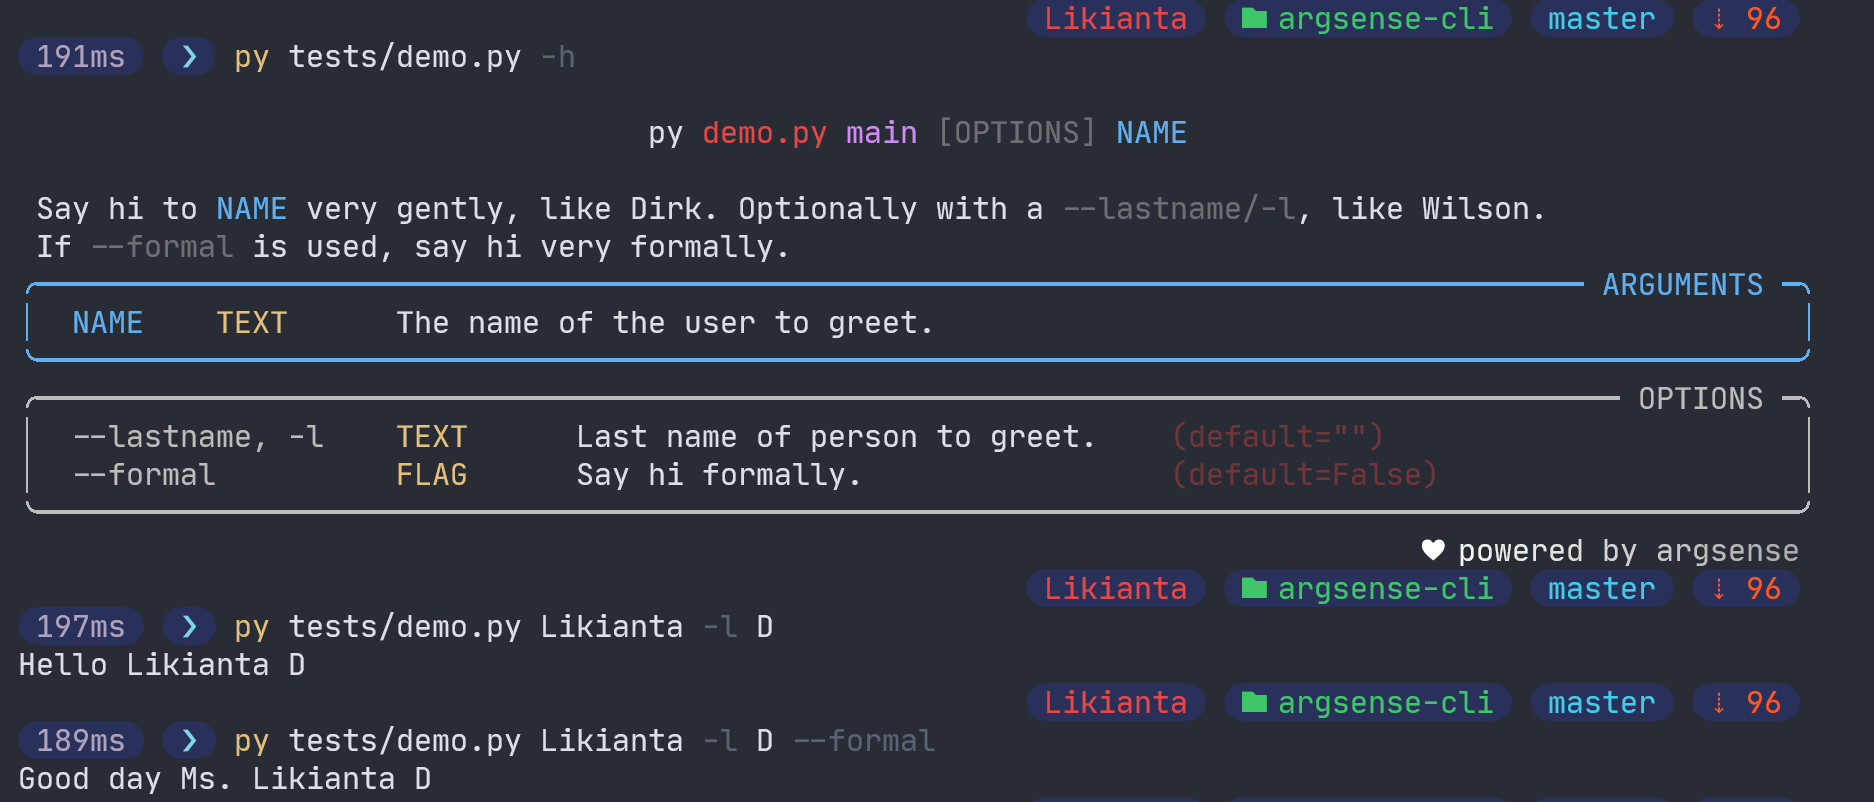 Likianta argsense-cli master ⇣ 96
191ms ❯ py tests/demo.py -h
py demo.py main [OPTIONS] NAME
Say hi to NAME very gently, like Dirk. Optionally with a --lastname/-l, like Wilson.
If --formal is used, say hi very formally.
ARGUMENTS
NAME TEXT The name of the user to greet.
OPTIONS
--lastname, -l TEXT Last name of person to greet. (default="")
--formal FLAG Say hi formally. (default=False)
♥ powered by argsense
Likianta argsense-cli master ⇣ 96
197ms ❯ py tests/demo.py Likianta -l D
Hello Likianta D
Likianta argsense-cli master ⇣ 96
189ms ❯ py tests/demo.py Likianta -l D --formal
Good day Ms. Likianta D